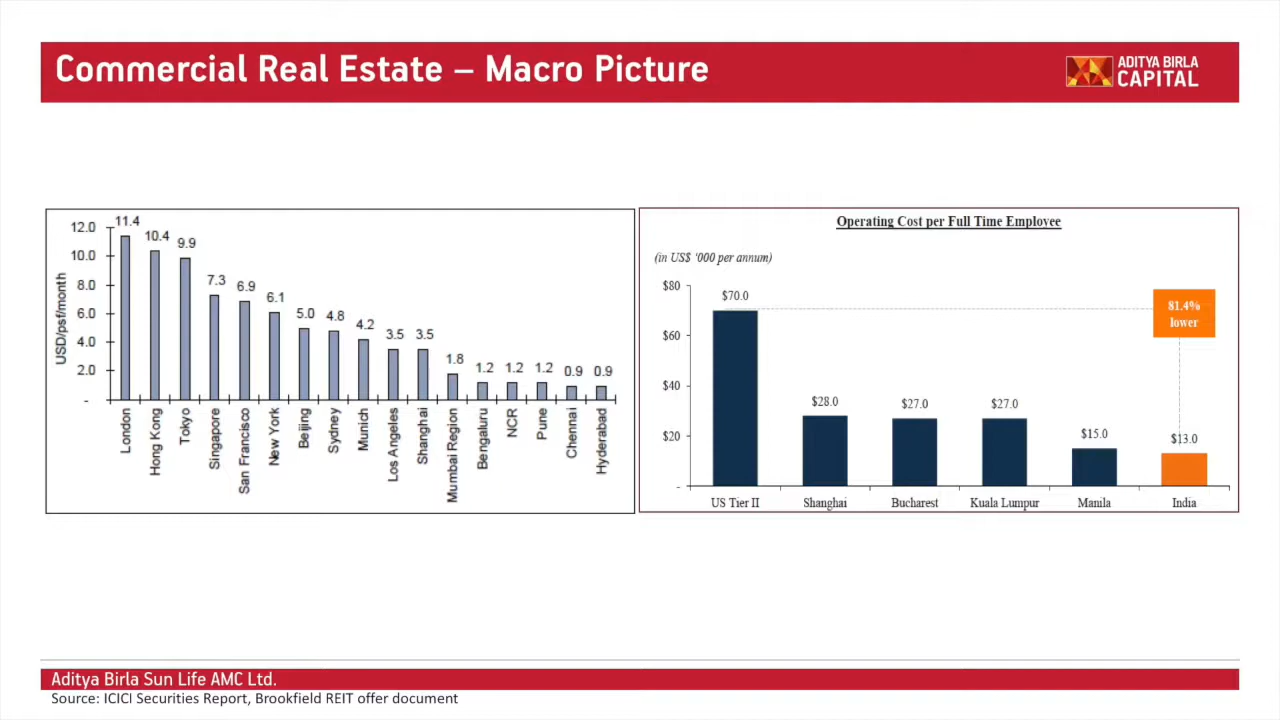 Commercial Real Estate – Macro Picture
ADITYA BIRLA
CAPITAL
USD/psf/month
12.0
10.0
8.0
6.0
4.0
2.0
-
11.4
10.4
9.9
7.3
6.9
6.1
5.0
4.8
4.2
3.5
3.5
1.8
1.2
1.2
1.2
0.9
0.9
London
Hong Kong
Tokyo
Singapore
San Francisco
New York
Beijing
Sydney
Munich
Los Angeles
Shanghai
Mumbai Region
Bengaluru
NCR
Pune
Chennai
Hyderabad
Operating Cost per Full Time Employee
(in US$ ‘000 per annum)
$80
$60
$40
$20
-
$70.0
$28.0
$27.0
$27.0
$15.0
$13.0
81.4%
lower
US Tier II
Shanghai
Bucharest
Kuala Lumpur
Manila
India
Aditya Birla Sun Life AMC Ltd.
Source: ICICI Securities Report, Brookfield REIT offer document